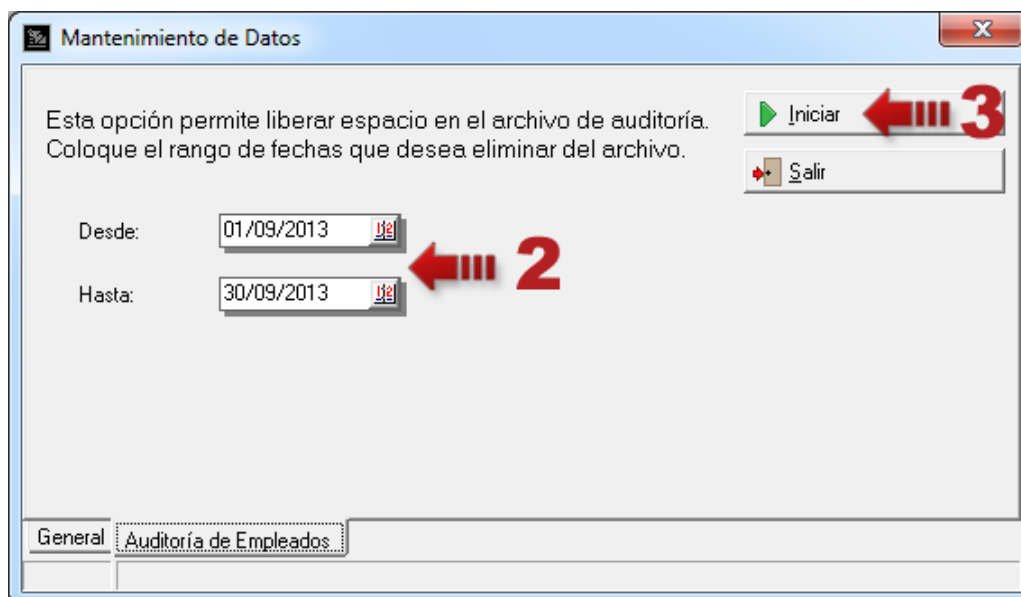 Mantenimiento de Datos
Esta opción permite liberar espacio en el archivo de auditoría.
Coloque el rango de fechas que desea eliminar del archivo.
Iniciar
3
Salir
Desde:
01/09/2013
2
Hasta:
30/09/2013
General
Auditoría de Empleados